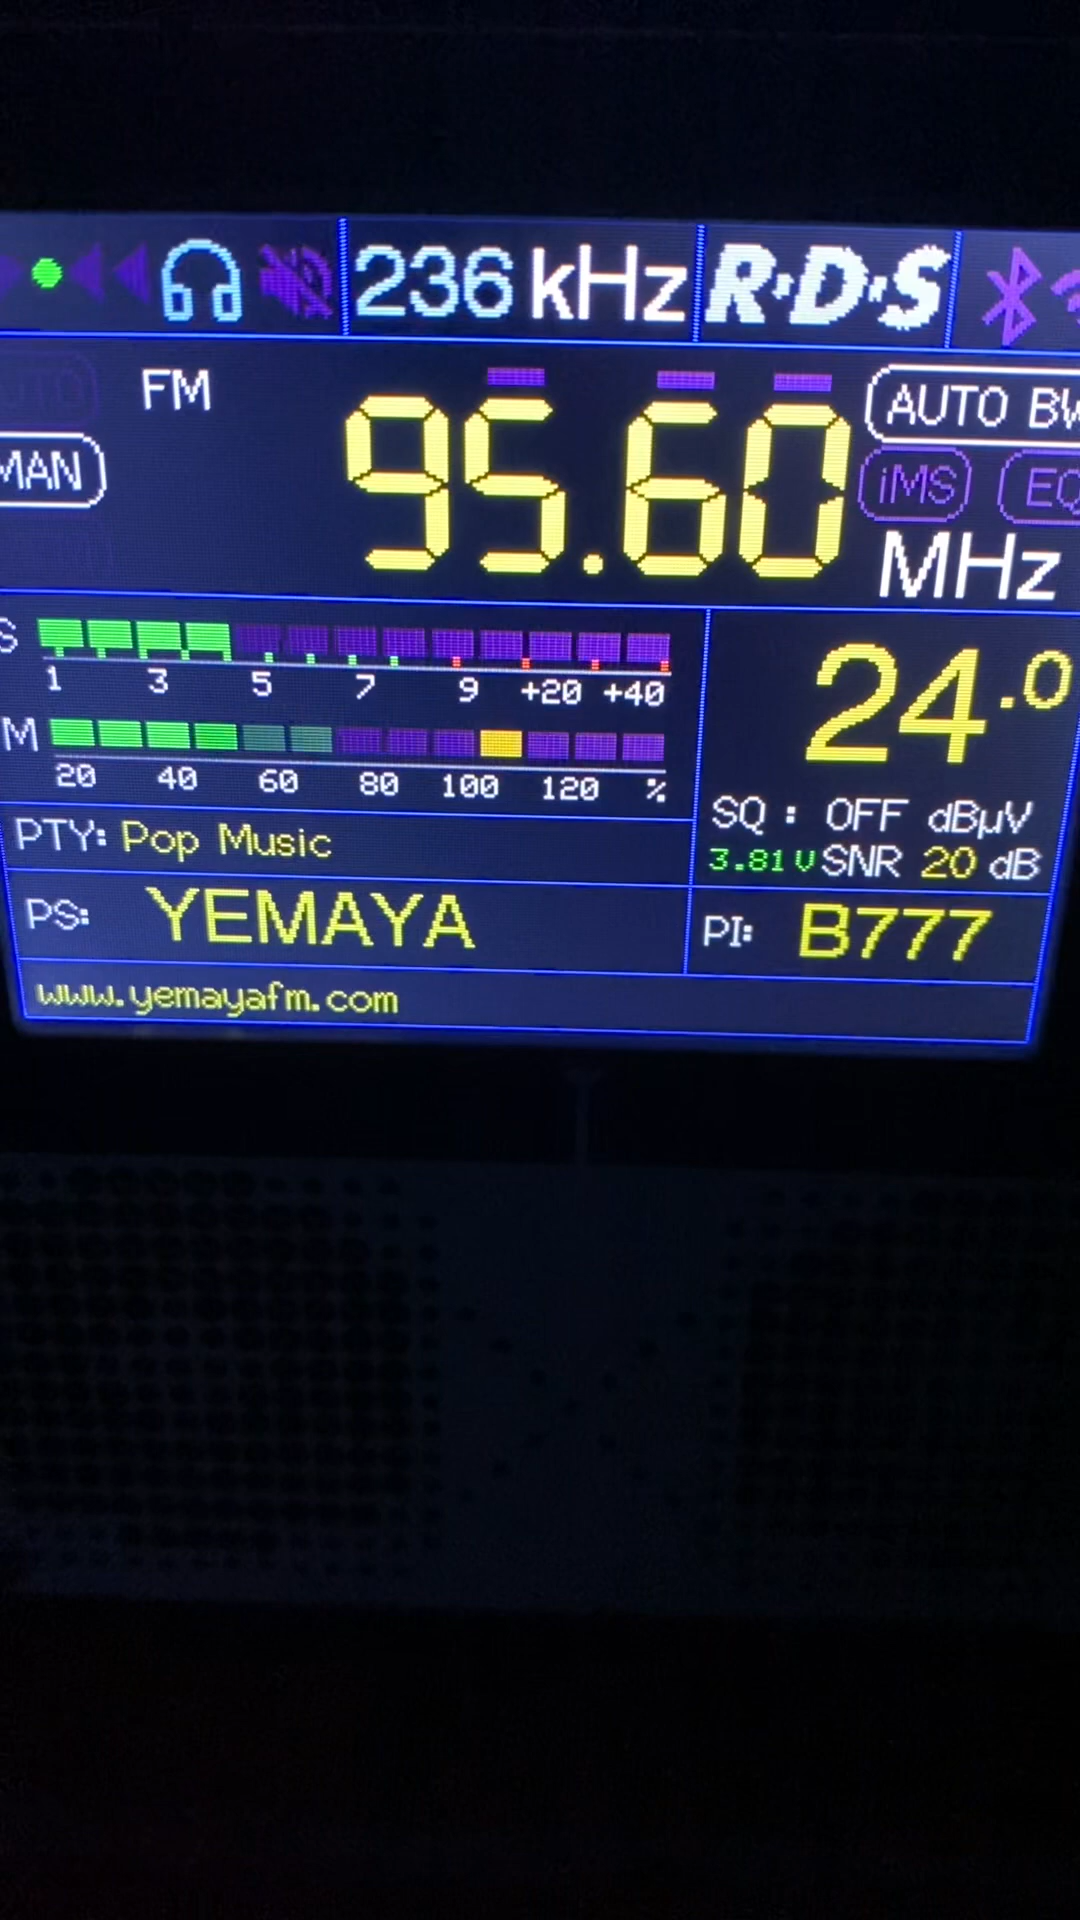 236 kHz R·D·S
FM
95.60 MHz
AUTO BW
MAN
iMS EQ
S
1 3 5 7 9 +20 +40
M
20 40 60 80 100 120 %
24.0
SQ : OFF dBµV
3.81V SNR 20 dB
PTY: Pop Music
PS: YEMAYA
PI: B777
www.yemayafm.com